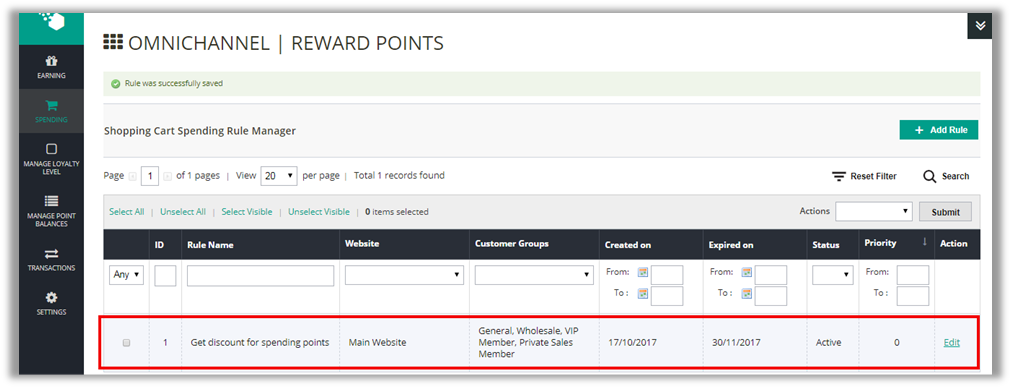 OMNICHANNEL | REWARD POINTS
EARNING
Rule was successfully saved
SPENDING
Shopping Cart Spending Rule Manager
Add Rule
MANAGE LOYALTY
LEVEL
Page 1 of 1 pages | View 20 per page | Total 1 records found
Reset Filter
Search
MANAGE POINT
BALANCES
Select All | Unselect All | Select Visible | Unselect Visible | 0 items selected
Actions
Submit
ID Rule Name Website Customer Groups Created on Expired on Status Priority ↓ Action
TRANSACTIONS
Any From: From: From:
To : To : To :
SETTINGS
1 Get discount for spending points Main Website General, Wholesale, VIP
Member, Private Sales
Member 17/10/2017 30/11/2017 Active 0 Edit